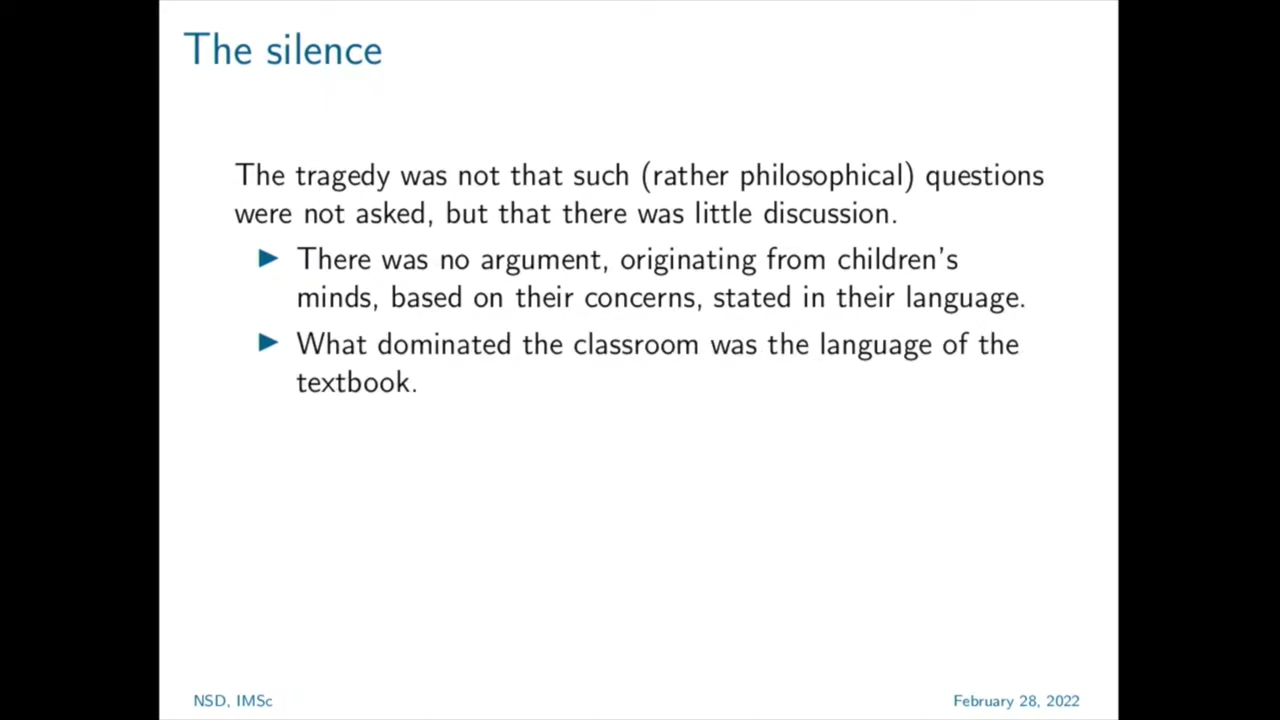 The silence
The tragedy was not that such (rather philosophical) questions
were not asked, but that there was little discussion.
▶ There was no argument, originating from children's
minds, based on their concerns, stated in their language.
▶ What dominated the classroom was the language of the
textbook.
NSD, IMSc
February 28, 2022